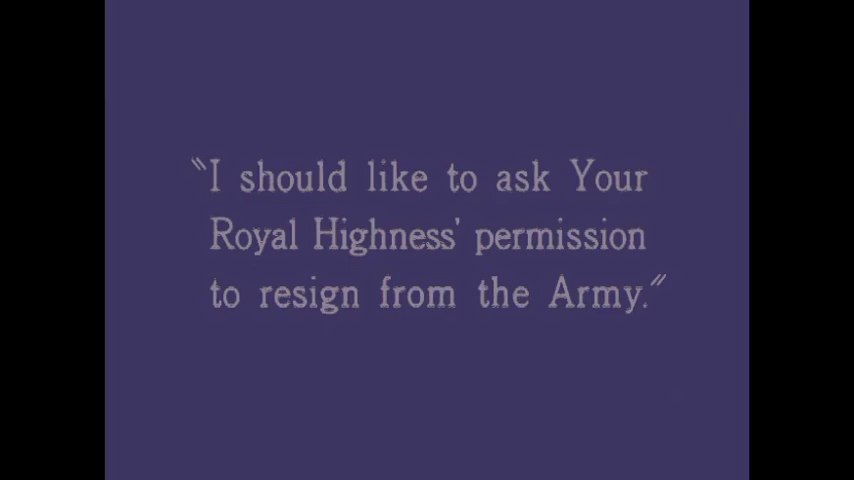 "I should like to ask Your
Royal Highness' permission
to resign from the Army."